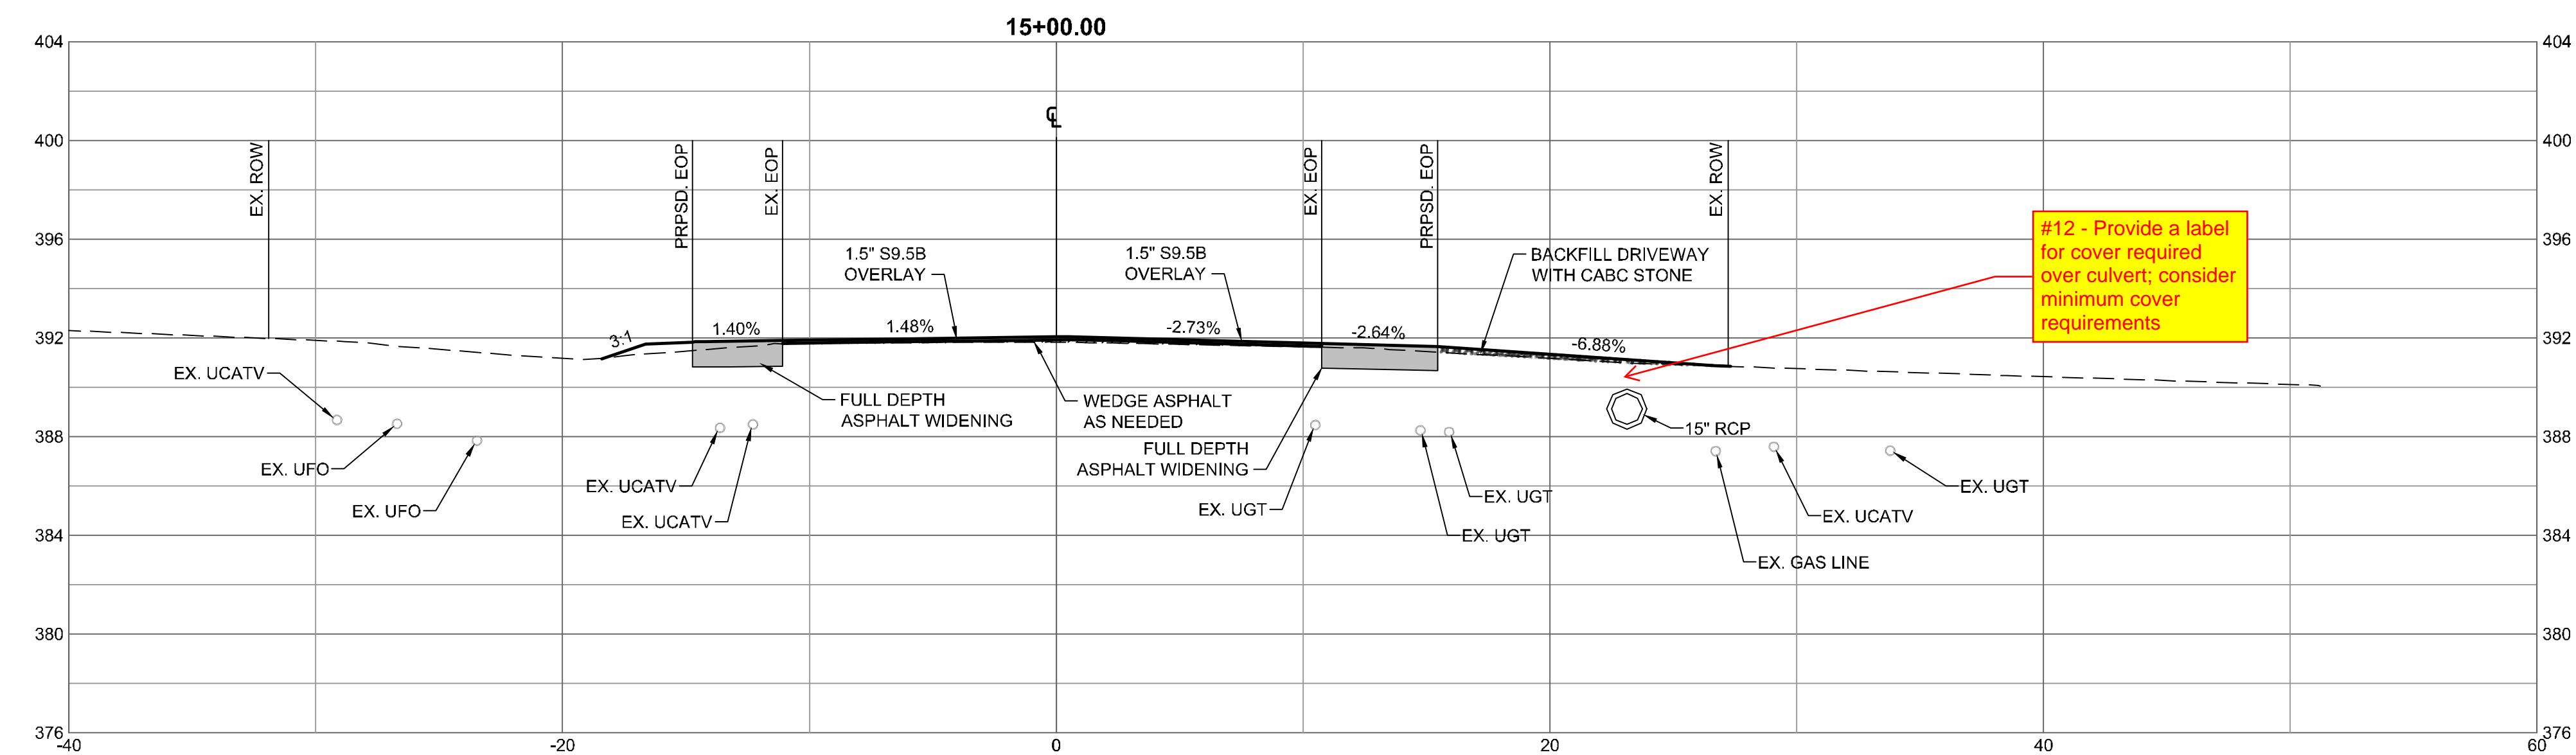 15+00.00
404
404
400
400
396
396
392
392
388
388
384
384
380
380
376
376
-40
-20
0
20
40
60
℄
EX. ROW
PRPSD. EOP
EX. EOP
EX. EOP
PRPSD. EOP
EX. ROW
1.5" S9.5B
OVERLAY
1.5" S9.5B
OVERLAY
BACKFILL DRIVEWAY
WITH CABC STONE
#12 - Provide a label
for cover required
over culvert; consider
minimum cover
requirements
3:1
1.40%
1.48%
-2.73%
-2.64%
-6.88%
EX. UCATV
EX. UFO
EX. UFO
EX. UCATV
EX. UCATV
FULL DEPTH
ASPHALT WIDENING
WEDGE ASPHALT
AS NEEDED
FULL DEPTH
ASPHALT WIDENING
EX. UGT
EX. UGT
EX. UGT
15" RCP
EX. GAS LINE
EX. UCATV
EX. UGT